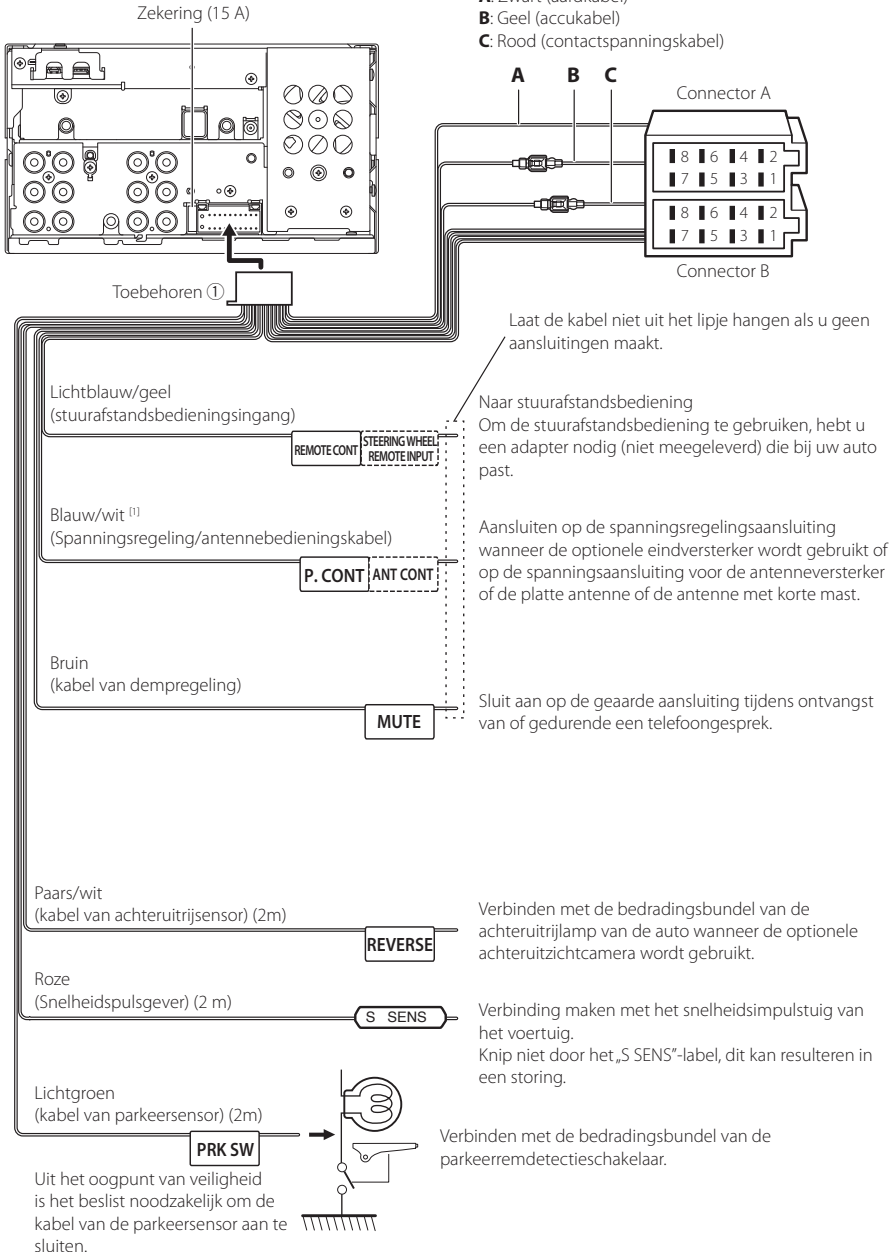 Zekering (15 A)
A: Zwart (aardkabel)
B: Geel (accukabel)
C: Rood (contactspanningskabel)
A B C
Connector A
8 6 4 2
7 5 3 1
8 6 4 2
7 5 3 1
Connector B
Toebehoren ①
Laat de kabel niet uit het lipje hangen als u geen
aansluitingen maakt.
Lichtblauw/geel
(stuurafstandsbedieningsingang)
REMOTE CONT
STEERING WHEEL
REMOTE INPUT
Naar stuurafstandsbediening
Om de stuurafstandsbediening te gebruiken, hebt u
een adapter nodig (niet meegeleverd) die bij uw auto
past.
Blauw/wit [1]
(Spanningsregeling/antennebedieningskabel)
P. CONT ANT CONT
Aansluiten op de spanningsregelingsaansluiting
wanneer de optionele eindversterker wordt gebruikt of
op de spanningsaansluiting voor de antenneversterker
of de platte antenne of de antenne met korte mast.
Bruin
(kabel van dempregeling)
MUTE
Sluit aan op de geaarde aansluiting tijdens ontvangst
van of gedurende een telefoongesprek.
Paars/wit
(kabel van achteruitrijsensor) (2m)
REVERSE
Verbinden met de bedradingsbundel van de
achteruitrijlamp van de auto wanneer de optionele
achteruitzichtcamera wordt gebruikt.
Roze
(Snelheidspulsgever) (2 m)
S SENS
Verbinding maken met het snelheidsimpulstuig van
het voertuig.
Knip niet door het „S SENS”-label, dit kan resulteren in
een storing.
Lichtgroen
(kabel van parkeersensor) (2m)
PRK SW
Verbinden met de bedradingsbundel van de
parkeerremdetectieschakelaar.
Uit het oogpunt van veiligheid
is het beslist noodzakelijk om de
kabel van de parkeersensor aan te
sluiten.